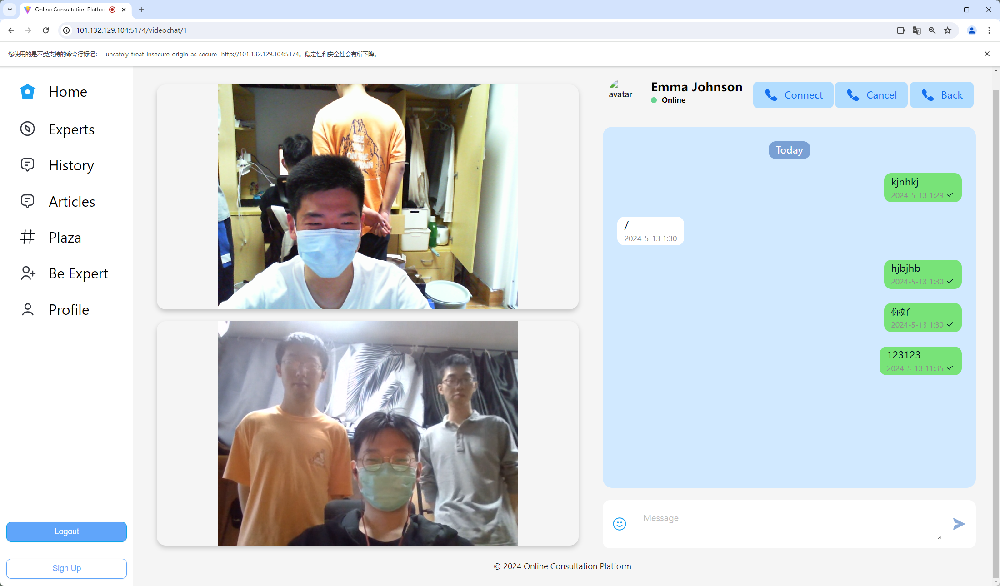 Online Consultation Platfor
101.132.129.104:5174/videochat/1
您使用的是不受支持的命令行标记：--unsafely-treat-insecure-origin-as-secure=http://101.132.129.104:5174。稳定性和安全性会有所下降。
Home
Experts
History
Articles
Plaza
Be Expert
Profile
Logout
Sign Up
avatar
Emma Johnson
Online
Connect
Cancel
Back
Today
kjnhkj
2024-5-13 1:29
/
2024-5-13 1:30
hjbjhb
2024-5-13 1:30
你好
2024-5-13 1:30
123123
2024-5-13 11:35
Message
© 2024 Online Consultation Platform